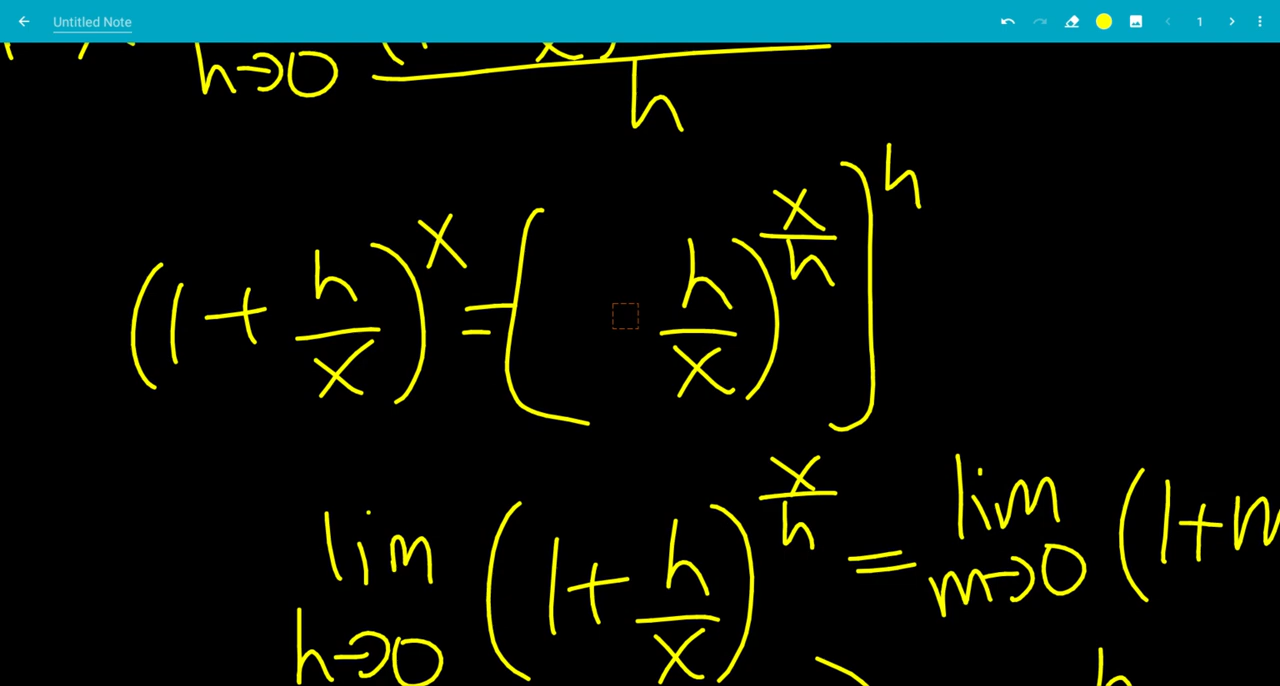 Untitled Note
1
h→0 h
(1 + h/x)^x = [ h/x)^(x/h)]^h
lim h→0 (1 + h/x)^(x/h) = lim m→0 (1+m
h